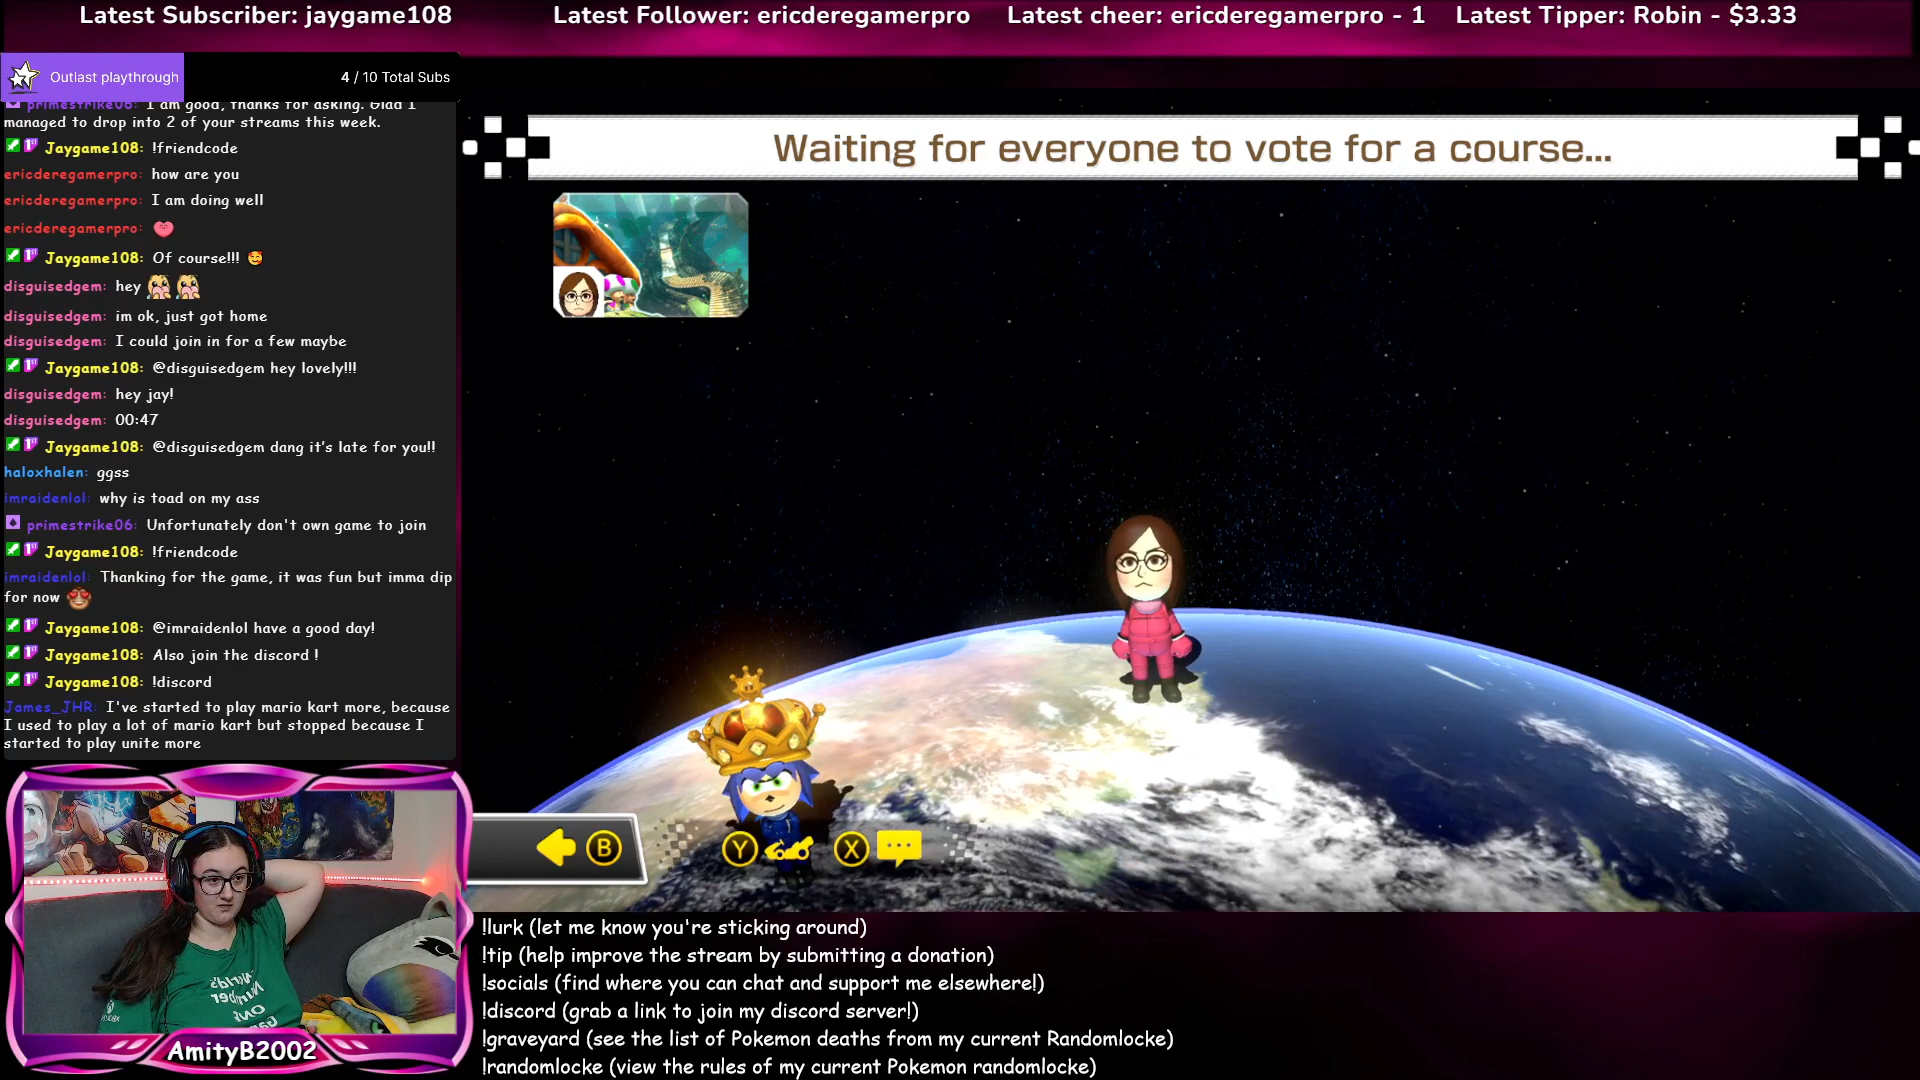 Latest Subscriber: jaygame108 Latest Follower: ericderegamerpro Latest cheer: ericderegamerpro - 1 Latest Tipper: Robin - $3.33
Outlast playthrough 4 / 10 Total Subs
primestrike06: I am good, thanks for asking. Glad I
managed to drop into 2 of your streams this week.
Jaygame108: !friendcode
ericderegamerpro: how are you
ericderegamerpro: I am doing well
ericderegamerpro:
Jaygame108: Of course!!! 🥰
disguisedgem: hey
disguisedgem: im ok, just got home
disguisedgem: I could join in for a few maybe
Jaygame108: @disguisedgem hey lovely!!!
disguisedgem: hey jay!
disguisedgem: 00:47
Jaygame108: @disguisedgem dang it's late for you!!
haloxhalen: ggss
imraidenlol: why is toad on my ass
primestrike06: Unfortunately don't own game to join
Jaygame108: !friendcode
imraidenlol: Thanking for the game, it was fun but imma dip
for now
Jaygame108: @imraidenlol have a good day!
Jaygame108: Also join the discord !
Jaygame108: !discord
James_JHR: I've started to play mario kart more, because
I used to play a lot of mario kart but stopped because I
started to play unite more
Waiting for everyone to vote for a course...
B Y X
AmityB2002
!lurk (let me know you're sticking around)
!tip (help improve the stream by submitting a donation)
!socials (find where you can chat and support me elsewhere!)
!discord (grab a link to join my discord server!)
!graveyard (see the list of Pokemon deaths from my current Randomlocke)
!randomlocke (view the rules of my current Pokemon randomlocke)